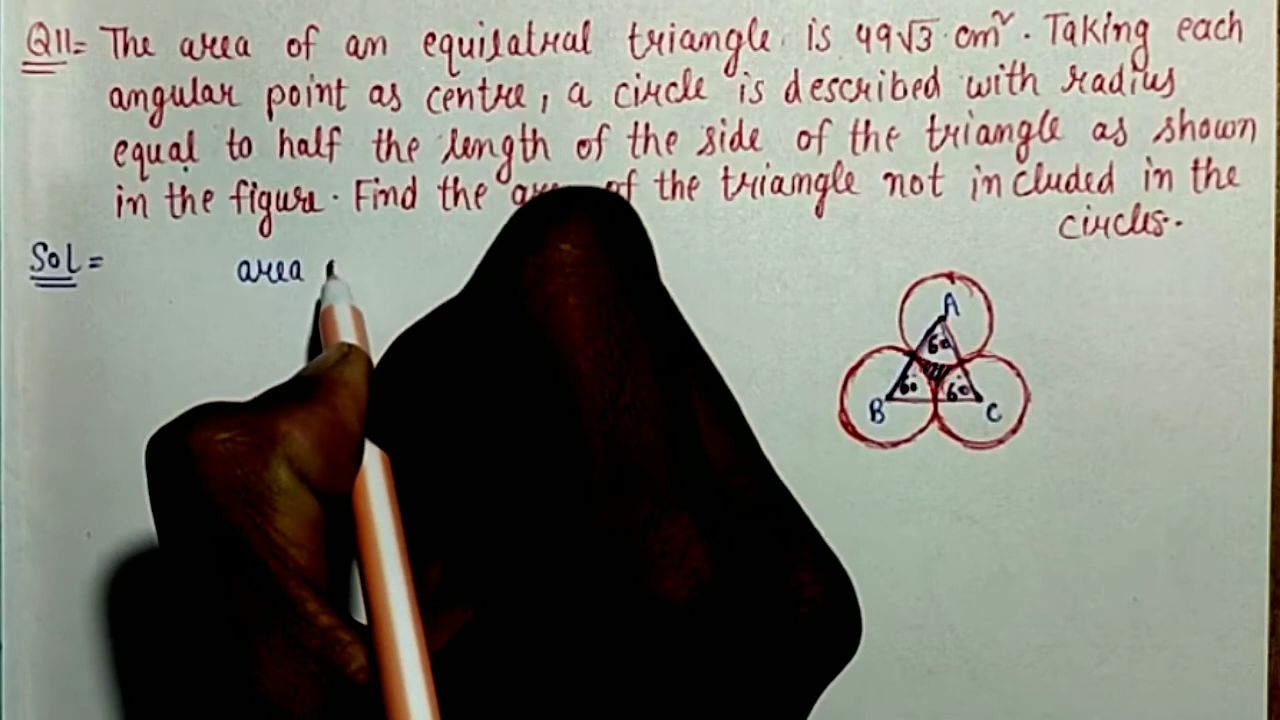 Q11= The area of an equilatral triangle is 49√3 cm². Taking each
angular point as centre, a circle is described with radius
equal to half the length of the side of the triangle as shown
in the figure. Find the of the triangle not included in the
circles.
Sol = area
A
60
60 60
B C